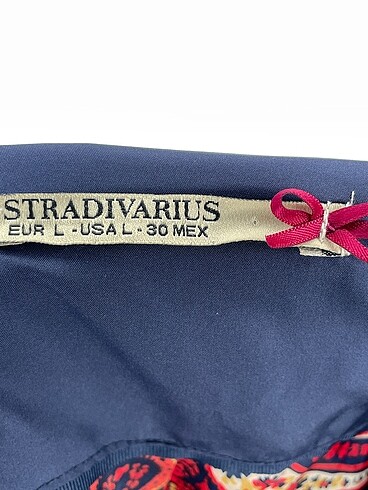 STRADIVARIUS
EUR L - USA L - 30 MEX